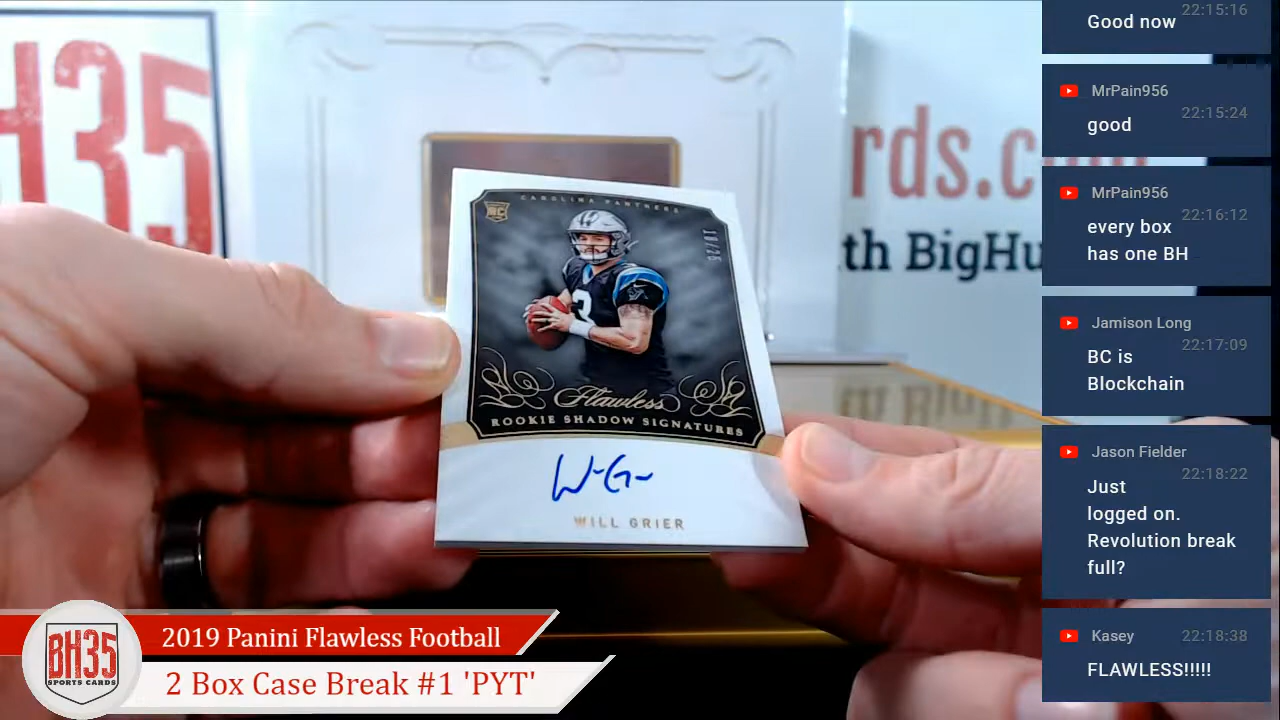 BH35
rds.c
th BigHu
CAROLINA PANTHERS
RC
Flawless
ROOKIE SHADOW SIGNATURES
WILL GRIER
BH35
SPORTS CARDS
2019 Panini Flawless Football
2 Box Case Break #1 'PYT'
22:15:16
Good now
MrPain956
22:15:24
good
MrPain956
22:16:12
every box
has one BH
Jamison Long
22:17:09
BC is
Blockchain
Jason Fielder
22:18:22
Just
logged on.
Revolution break
full?
Kasey
22:18:38
FLAWLESS!!!!!